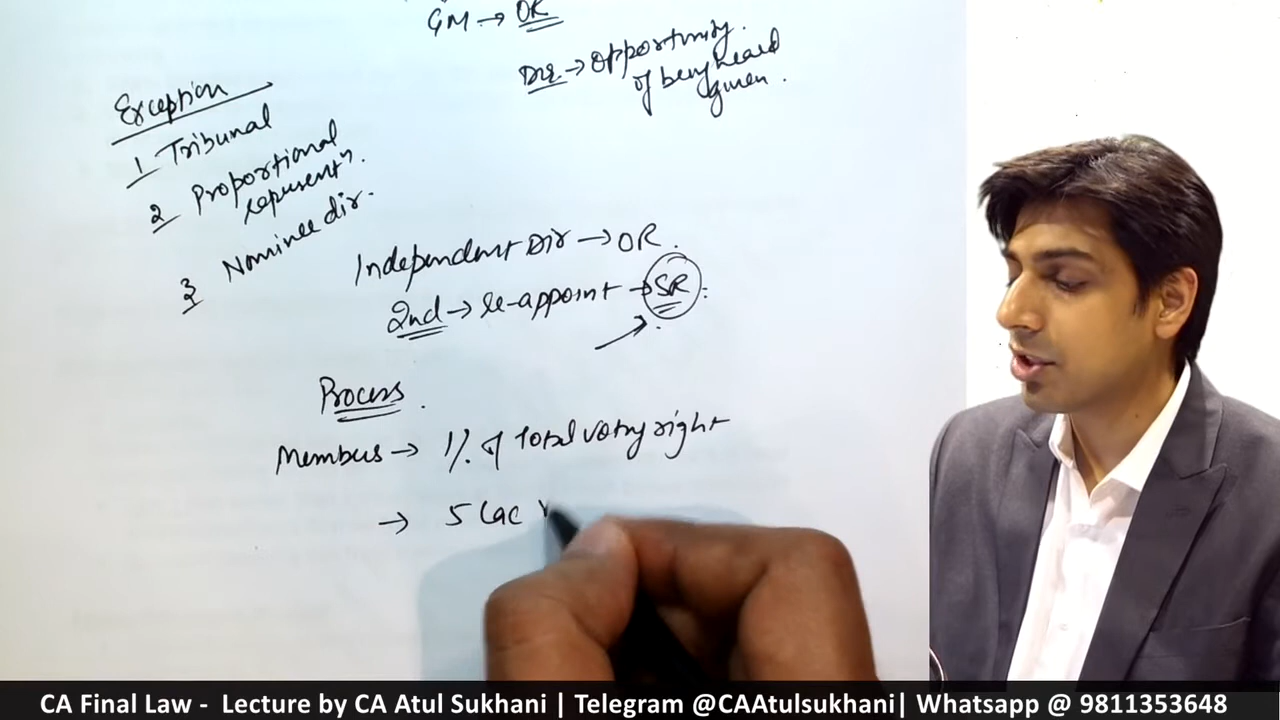 GM → OR
Dir → Opportunity
of being heard
given.
Exception
1 Tribunal
2 Proportional
representn.
3 Nominee dir.
Independent Dir → OR.
2nd → Re-appoint → SR
Process.
Members → 1% of Total voting right
→ 5 Lac
CA Final Law - Lecture by CA Atul Sukhani | Telegram @CAAtulsukhani| Whatsapp @ 9811353648